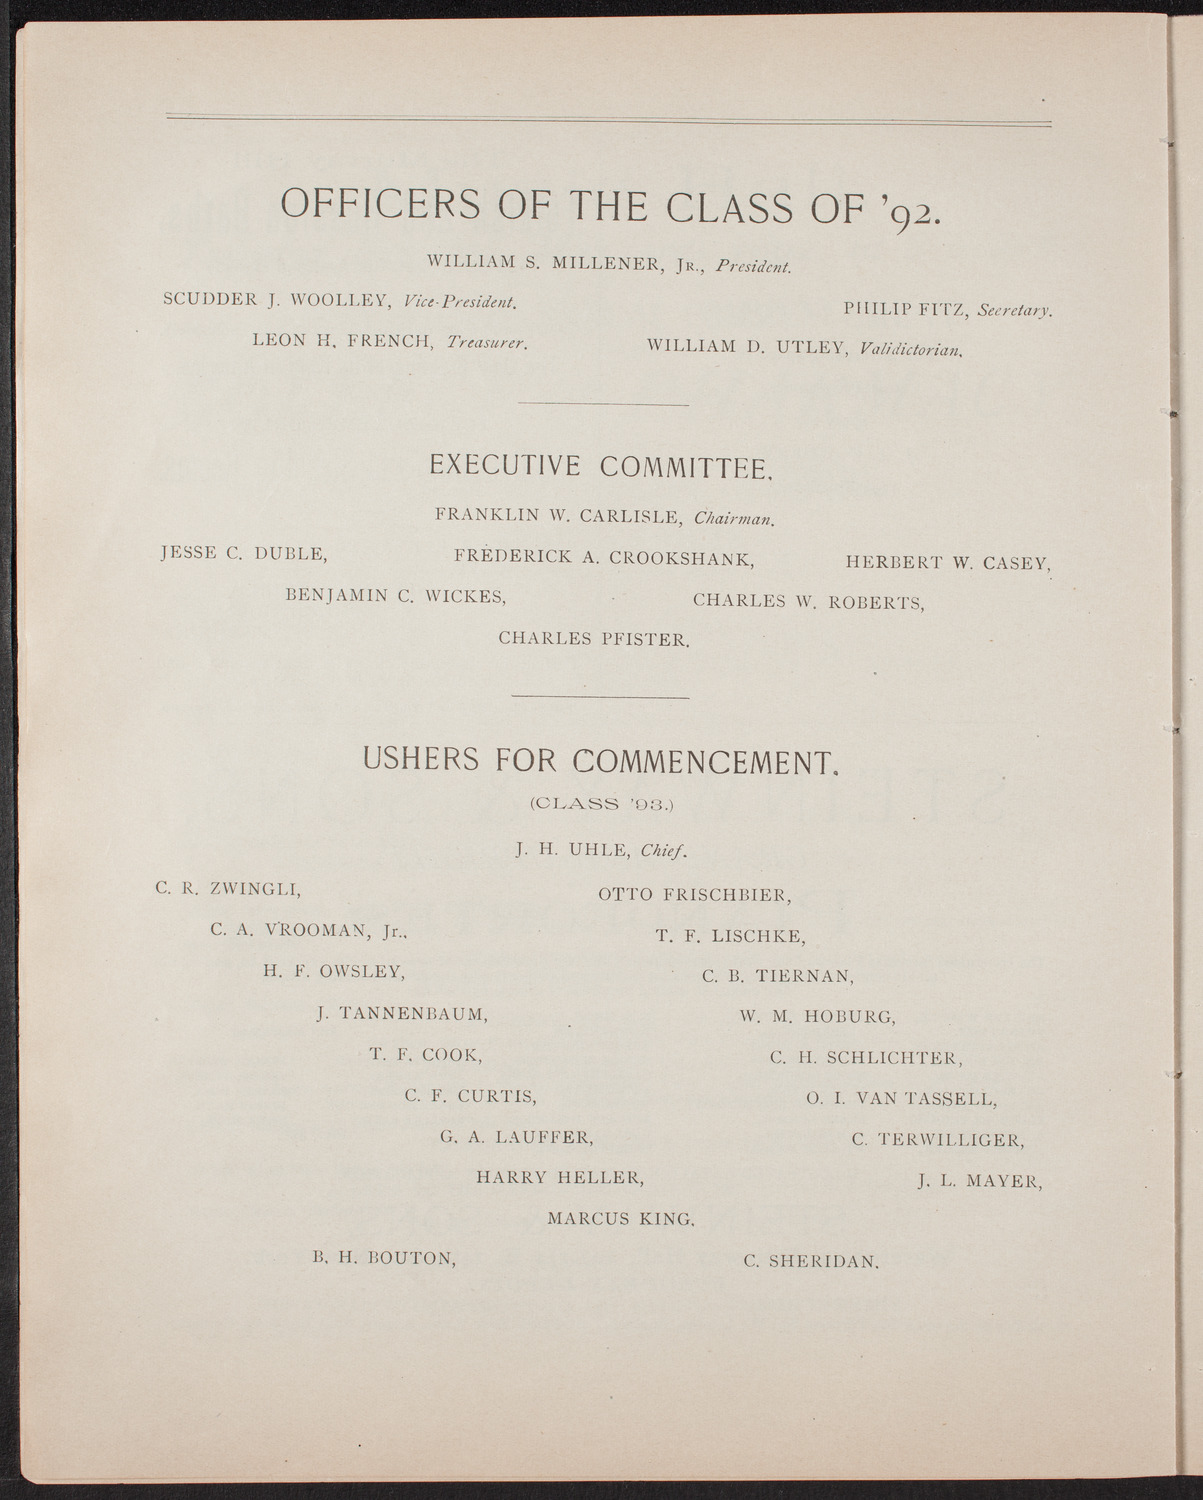 OFFICERS OF THE CLASS OF '92.
WILLIAM S. MILLENER, JR., President.
SCUDDER J. WOOLLEY, Vice-President. PHILIP FITZ, Secretary.
LEON H. FRENCH, Treasurer. WILLIAM D. UTLEY, Validictorian.
EXECUTIVE COMMITTEE.
FRANKLIN W. CARLISLE, Chairman.
JESSE C. DUBLE, FREDERICK A. CROOKSHANK, HERBERT W. CASEY,
BENJAMIN C. WICKES, CHARLES W. ROBERTS,
CHARLES PFISTER.
USHERS FOR COMMENCEMENT.
(CLASS '93.)
J. H. UHLE, Chief.
C. R. ZWINGLI, OTTO FRISCHBIER,
C. A. VROOMAN, Jr., T. F. LISCHKE,
H. F. OWSLEY, C. B. TIERNAN,
J. TANNENBAUM, W. M. HOBURG,
T. F. COOK, C. H. SCHLICHTER,
C. F. CURTIS, O. I. VAN TASSELL,
G. A. LAUFFER, C. TERWILLIGER,
HARRY HELLER, J. L. MAYER,
MARCUS KING.
B. H. BOUTON, C. SHERIDAN.